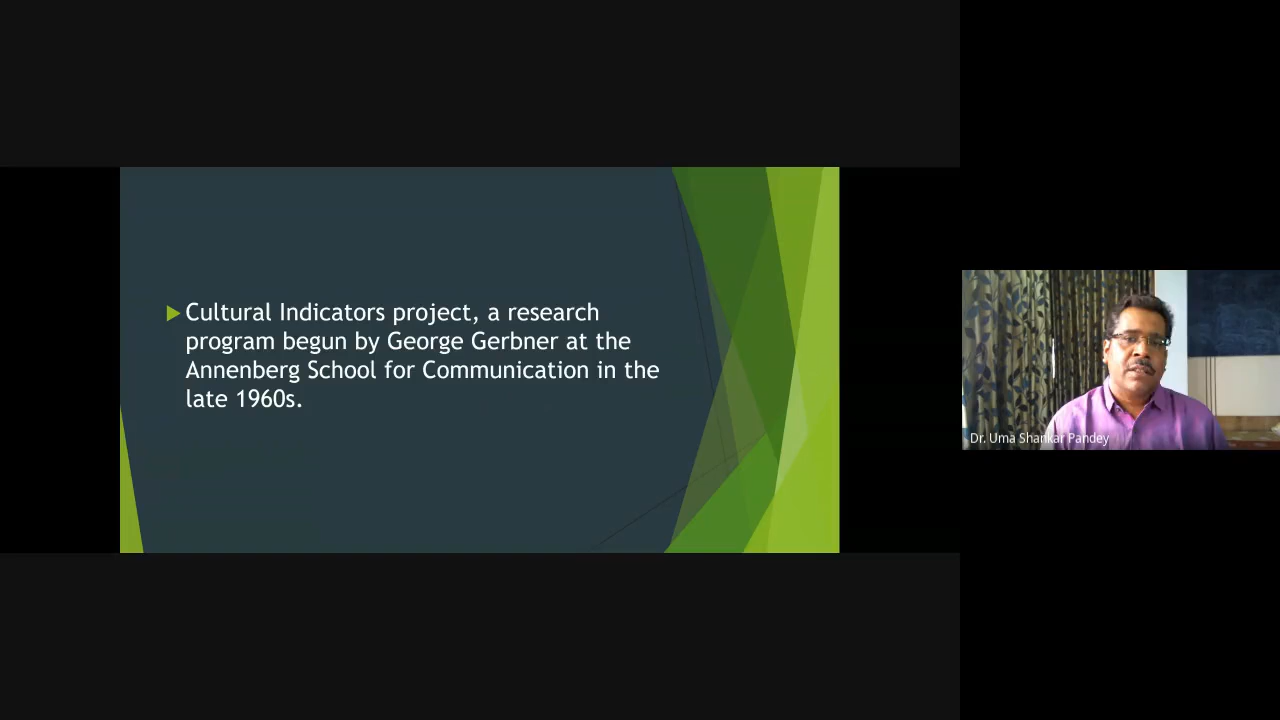 Cultural Indicators project, a research
program begun by George Gerbner at the
Annenberg School for Communication in the
late 1960s.
Dr. Uma Shankar Pandey